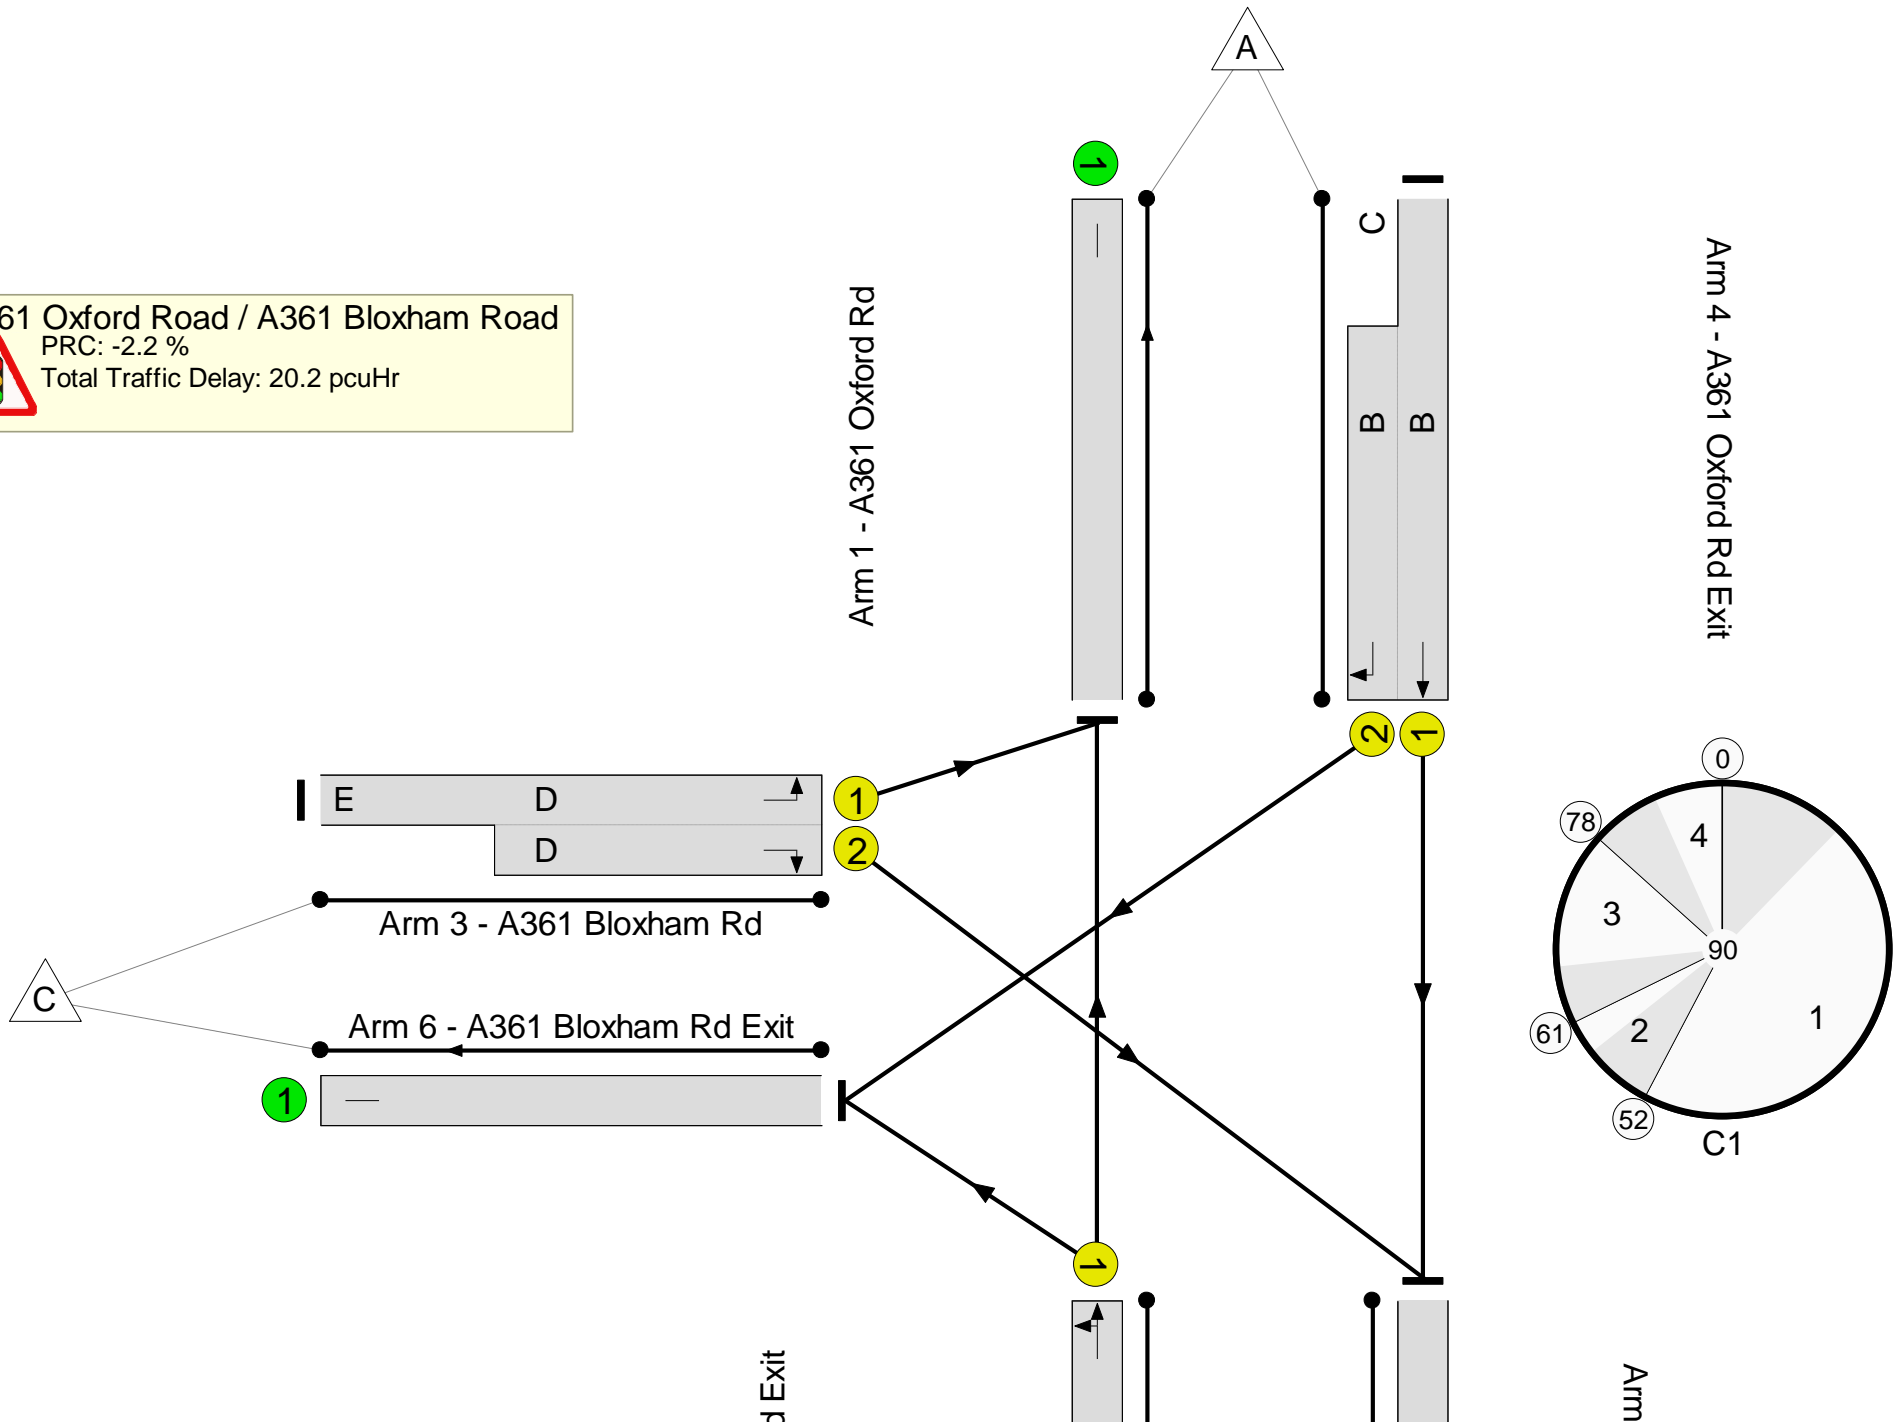 A
1
C
B
B
Arm 1 - A361 Oxford Rd
Arm 4 - A361 Oxford Rd Exit
61 Oxford Road / A361 Bloxham Road
PRC: -2.2 %
Total Traffic Delay: 20.2 pcuHr
2
1
E
D
1
D
2
Arm 3 - A361 Bloxham Rd
C
Arm 6 - A361 Bloxham Rd Exit
1
0
78
4
3
90
1
61
2
52
C1
1
d Exit
Arm